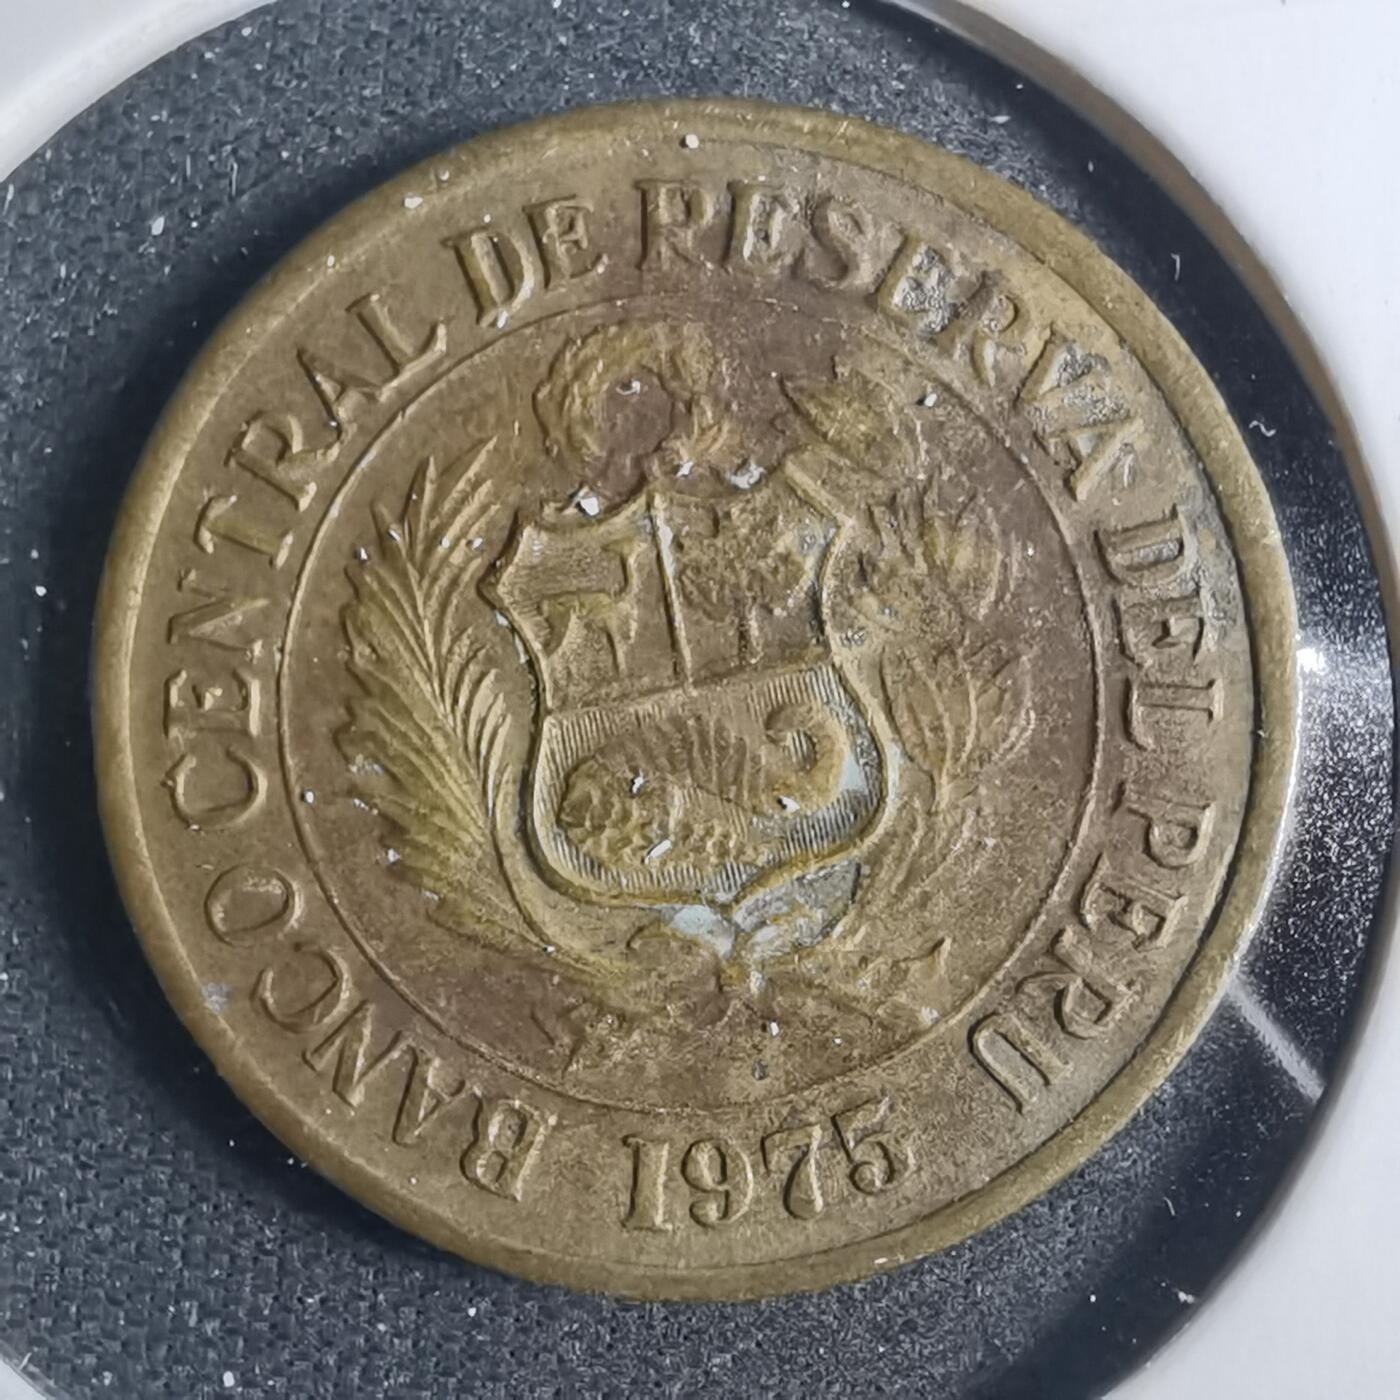 BANCO CENTRAL DE RESERVA DEL PERU
1975